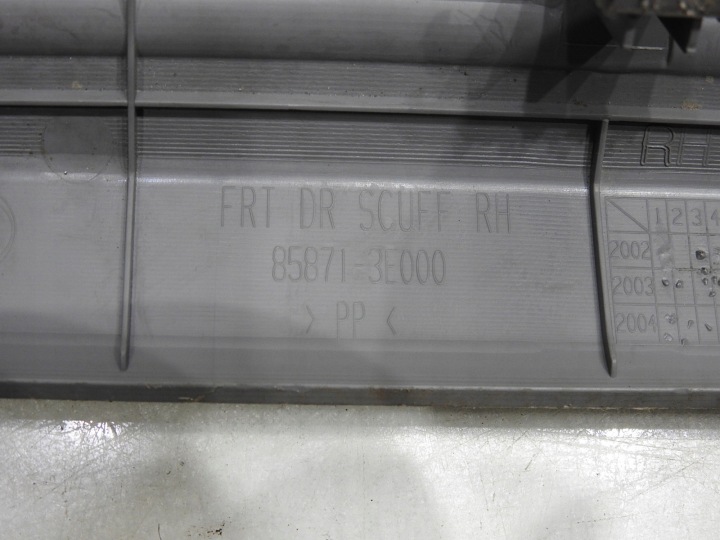 FRT DR SCUFF RH
85871-3E000
> PP <
RH
1 2 3 4
2002
2003
2004